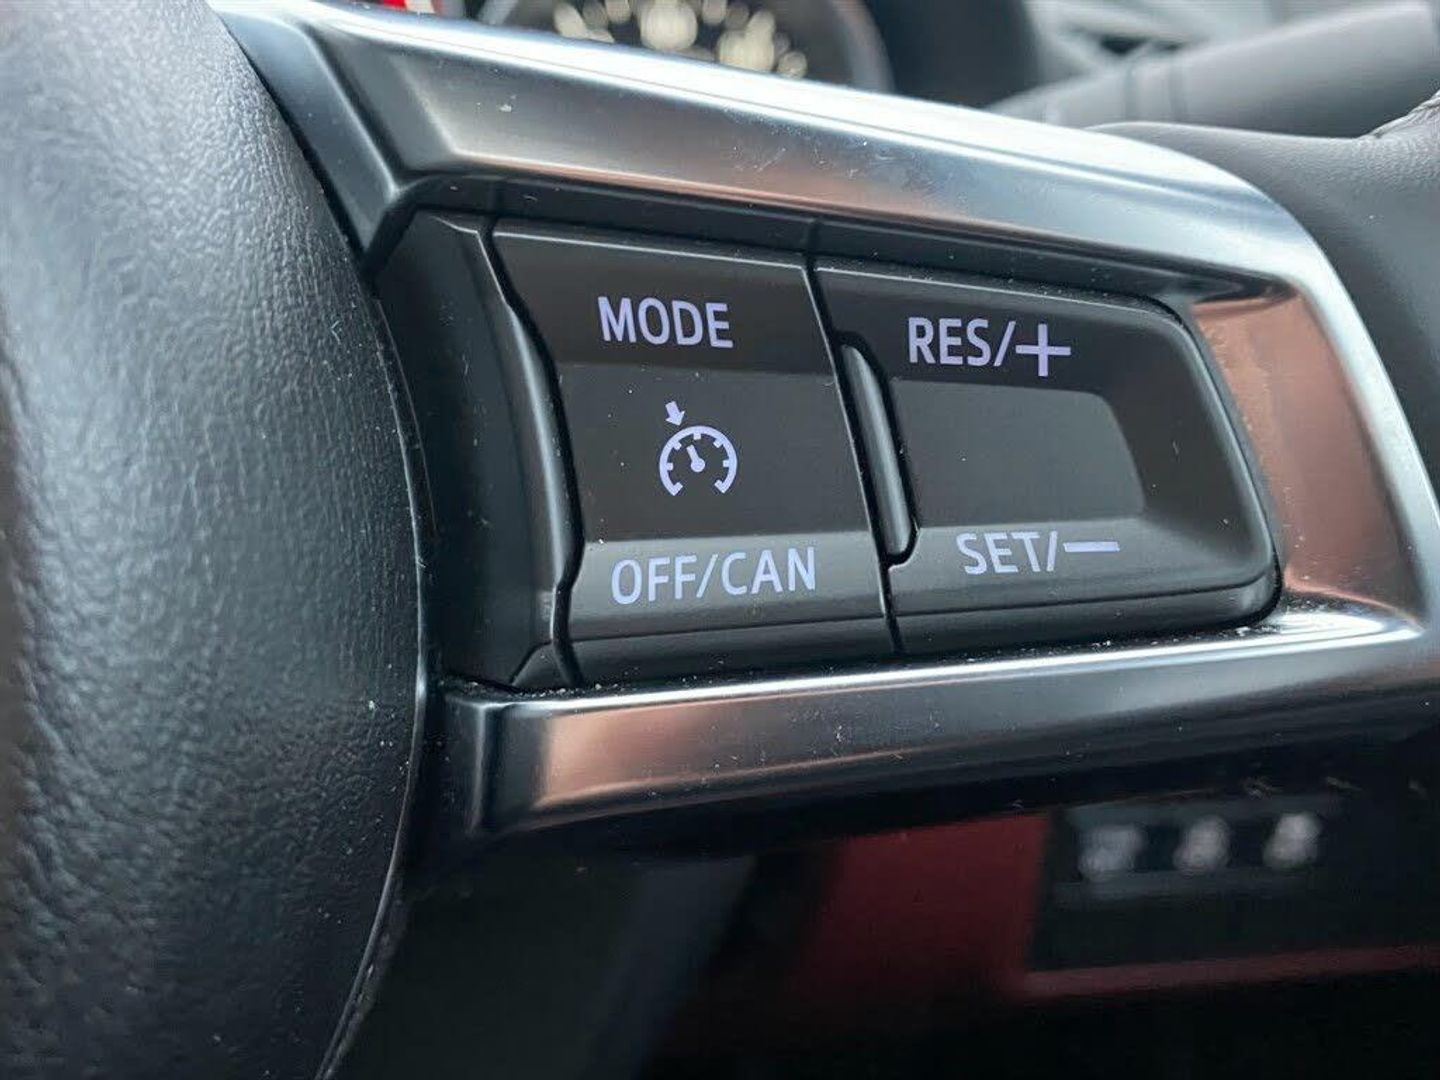 MODE
RES/+
OFF/CAN
SET/−